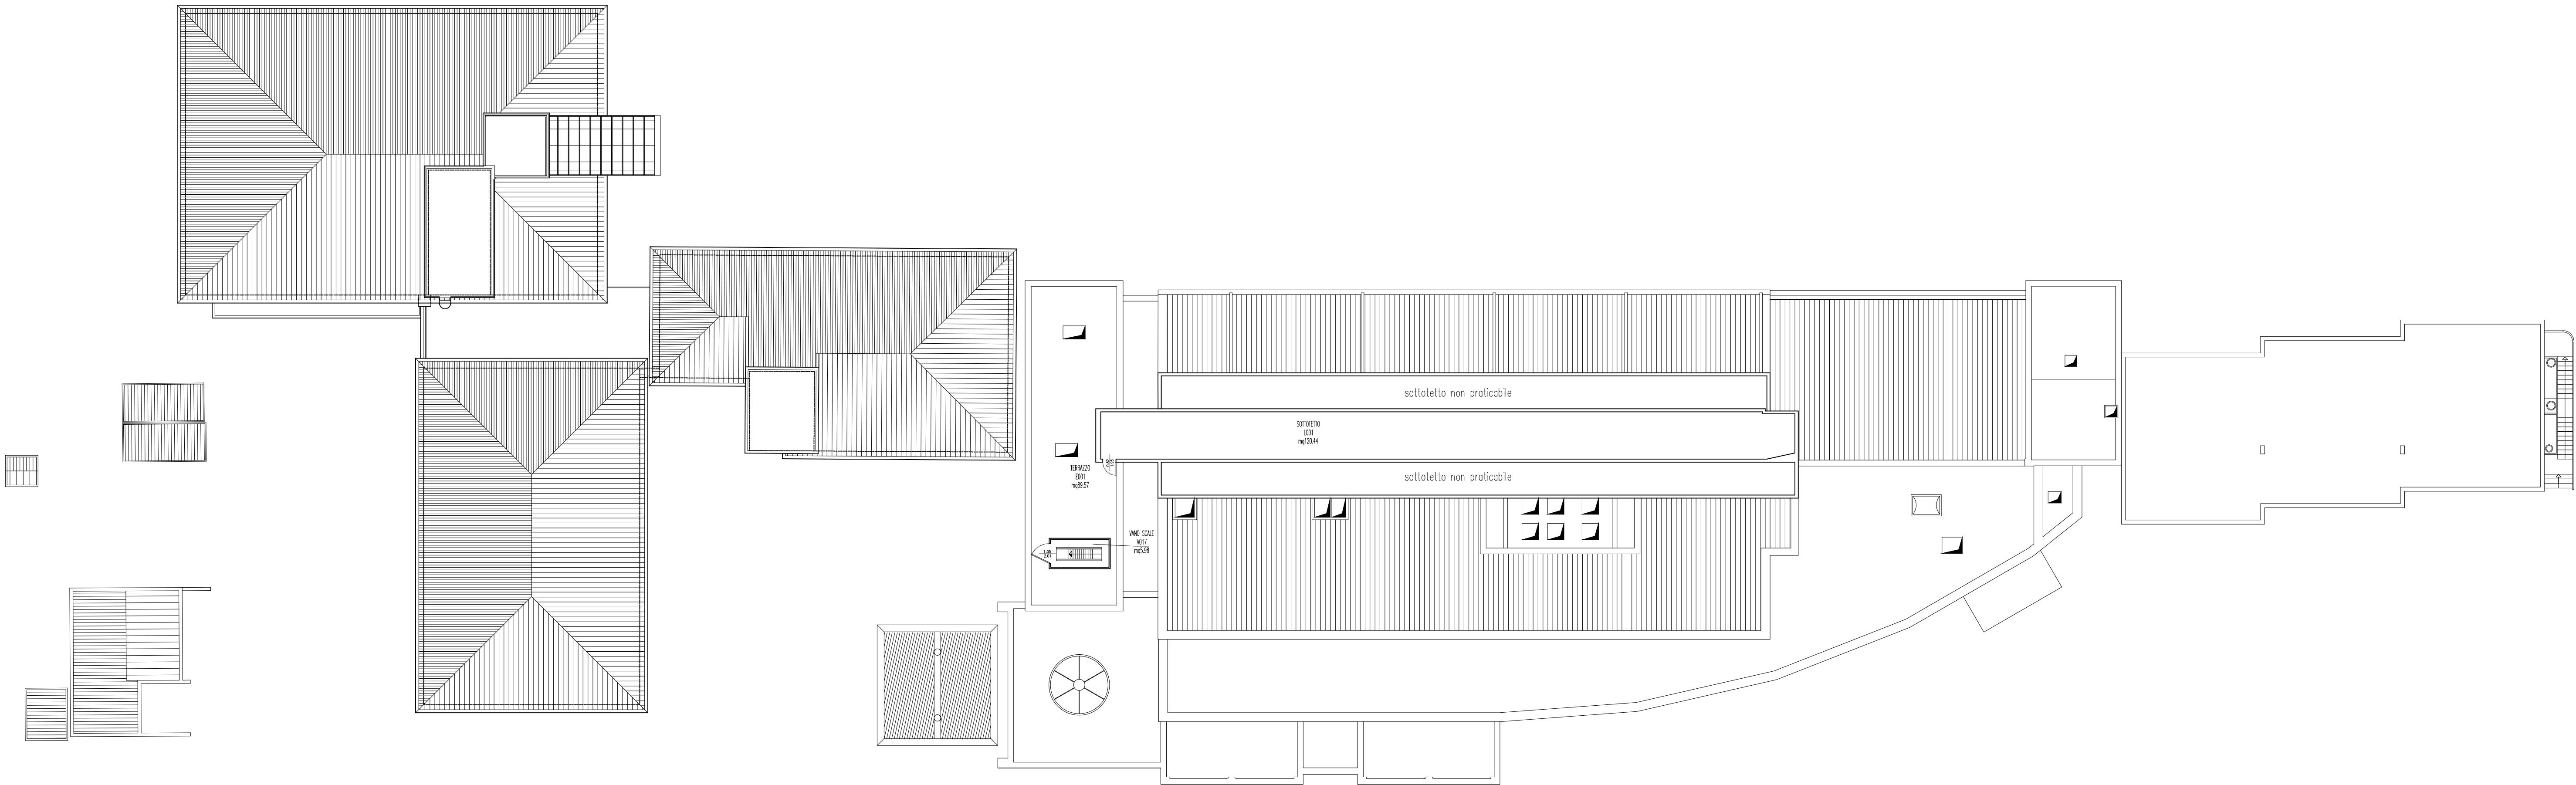 sottotetto non praticabile
SOTTOTETTO
L001
mq120.44
TERRAZZO
E001
mq89.57
sottotetto non praticabile
VANO SCALE
V017
mq5.98